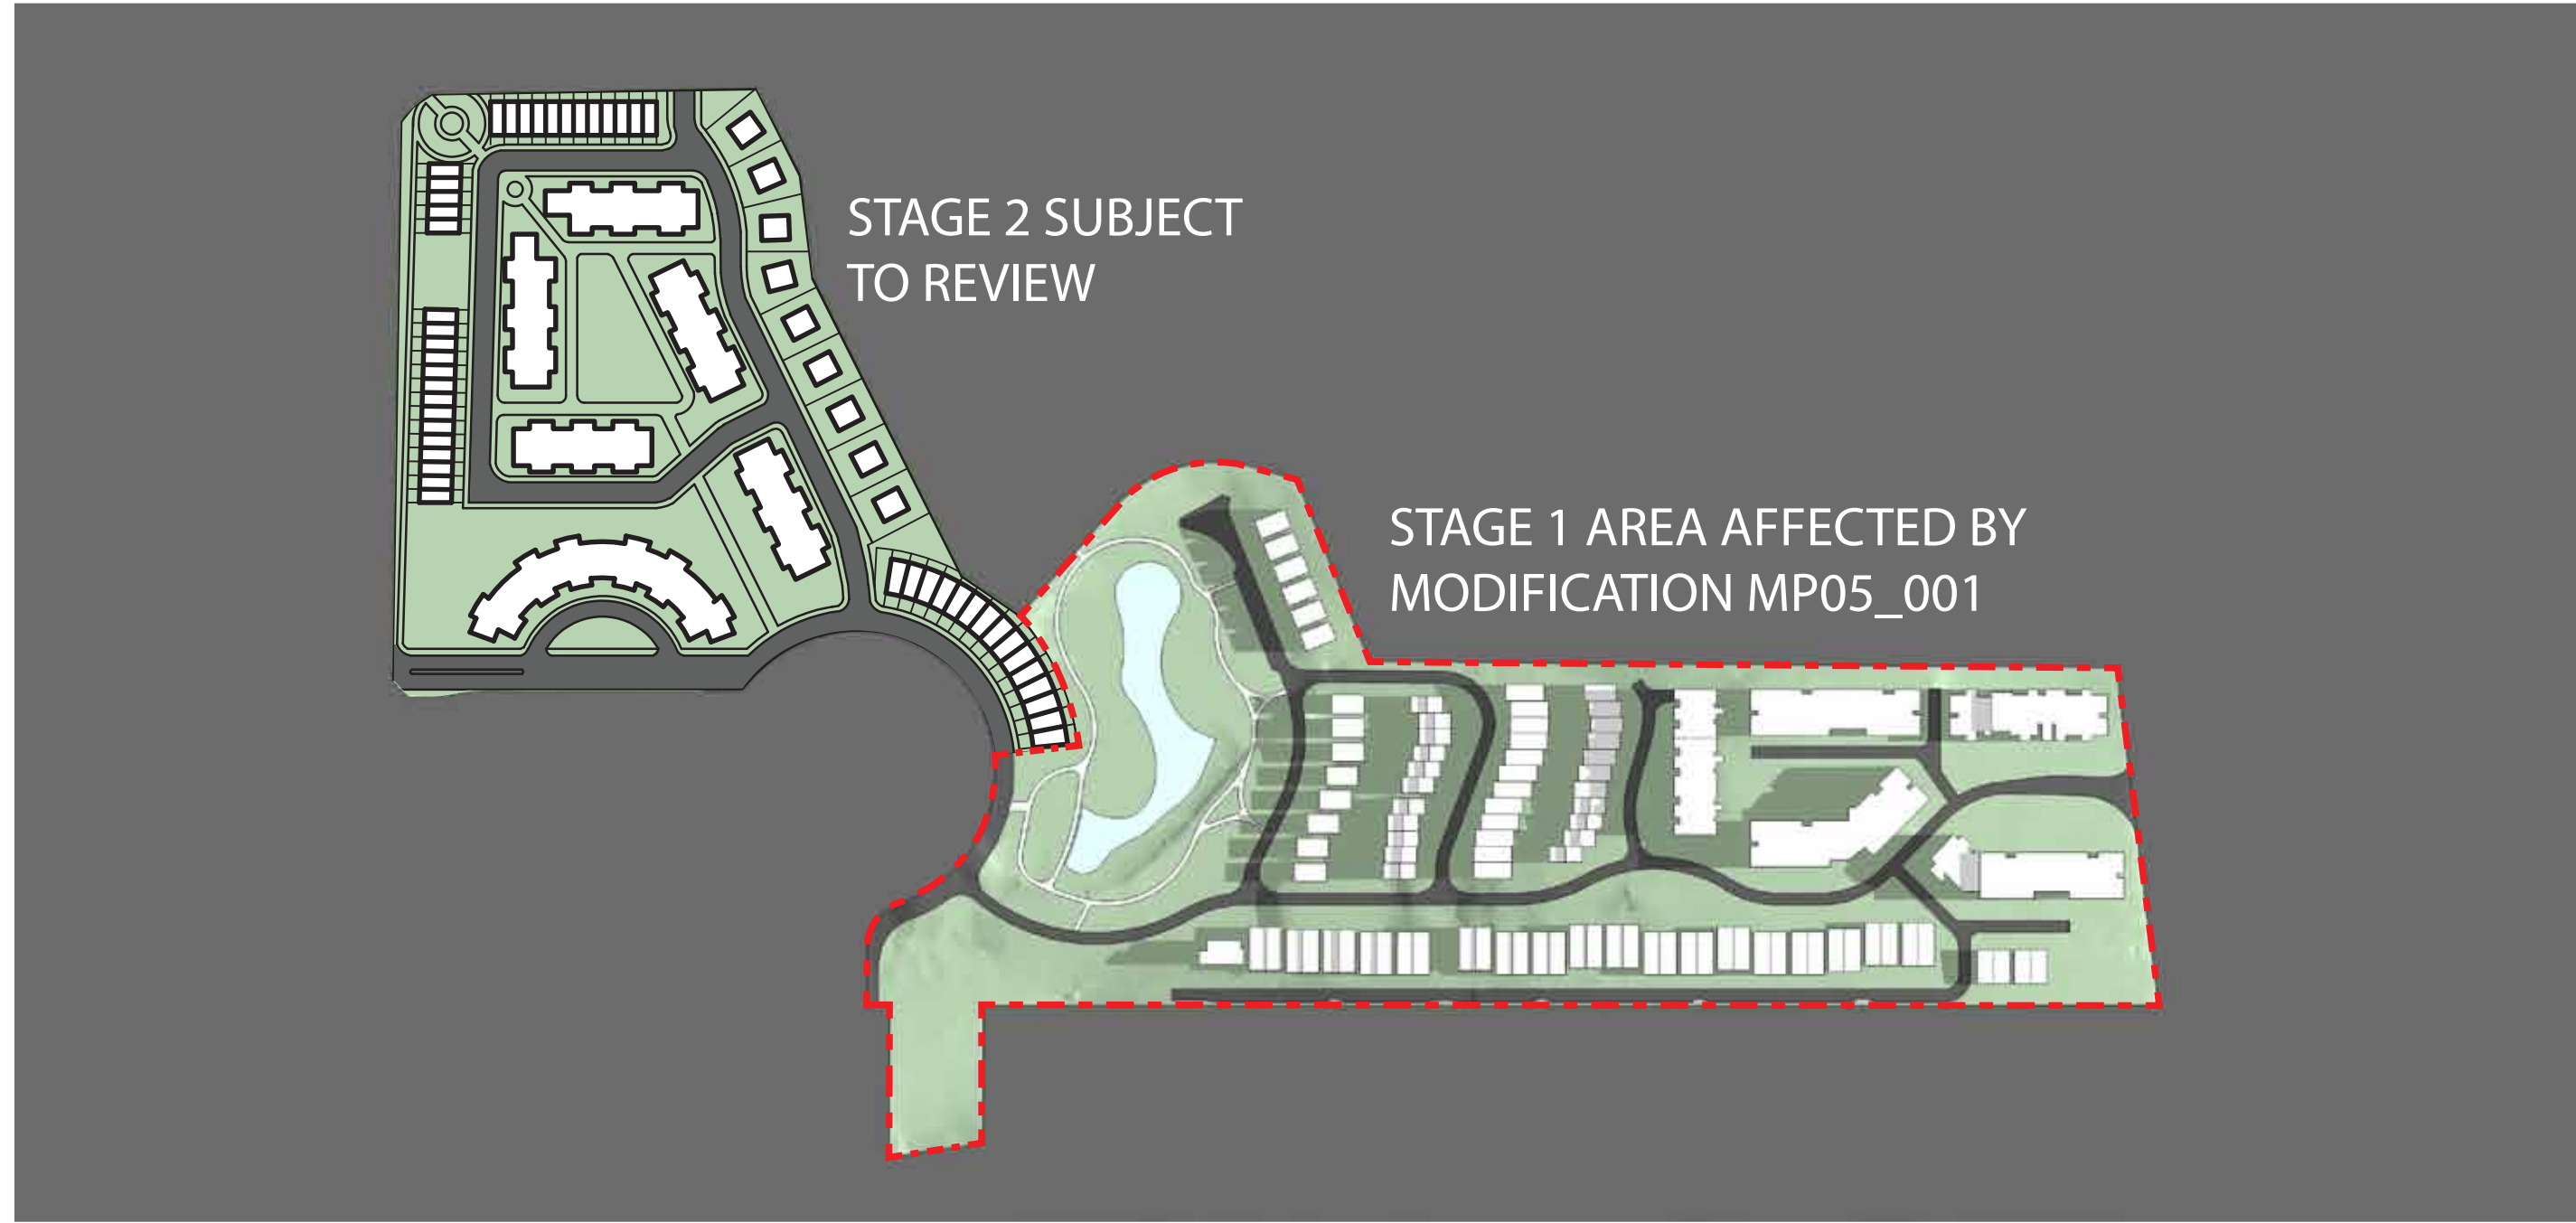 STAGE 2 SUBJECT
TO REVIEW
STAGE 1 AREA AFFECTED BY
MODIFICATION MP05_001